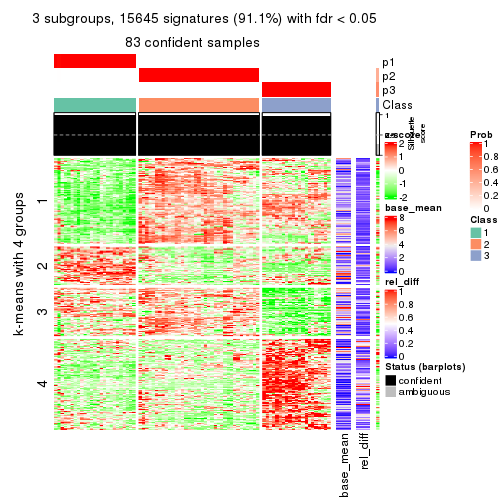 3 subgroups, 15645 signatures (91.1%) with fdr < 0.05
83 confident samples
p1
p2
p3
Class
1
Silhouette
score
z-score
2
1
0
-1
-2
Prob
1
0.8
0.6
0.4
0.2
0
base_mean
8
6
4
2
0
Class
1
2
3
rel_diff
1
0.8
0.6
0.4
0.2
0
Status (barplots)
confident
ambiguous
k-means with 4 groups
1
2
3
4
base_mean
rel_diff